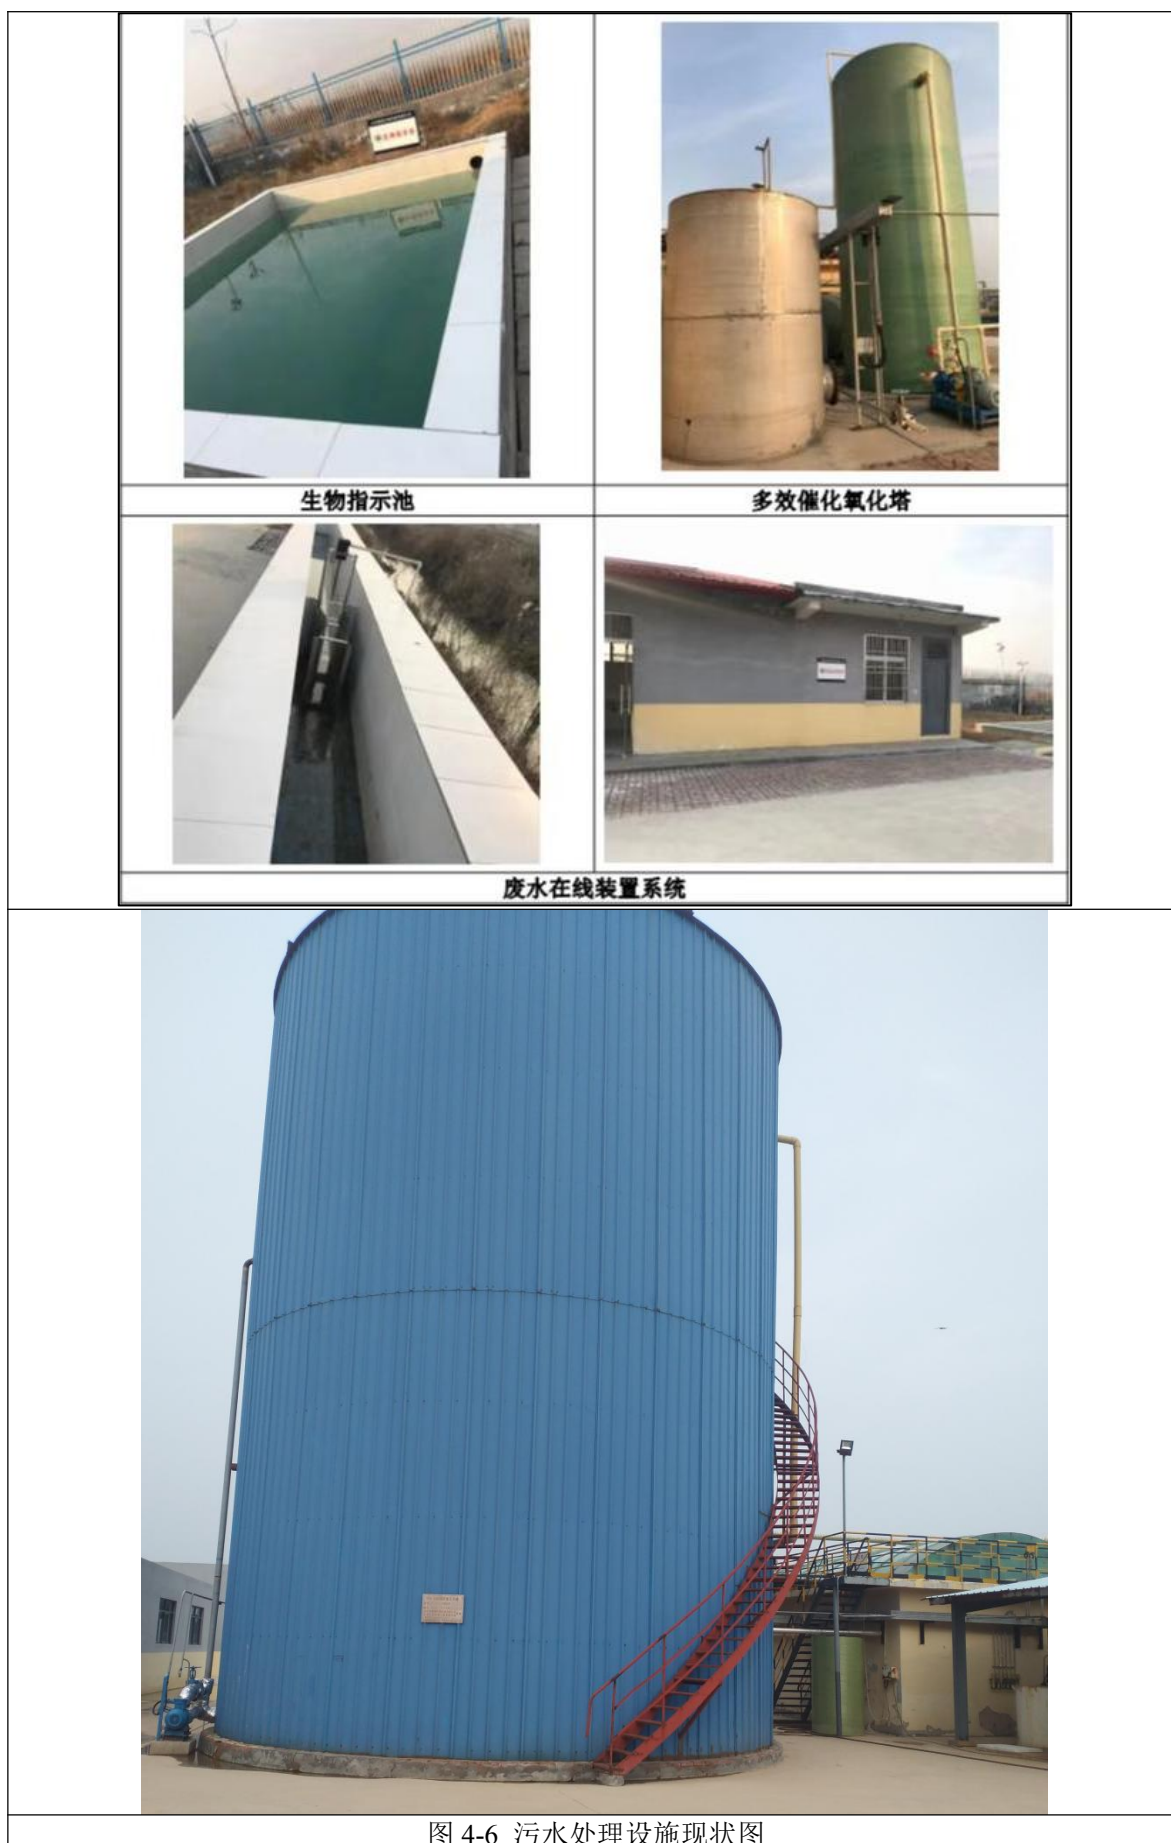 生物指示池
多效催化氧化塔
废水在线装置系统
图 4-6 污水处理设施现状图